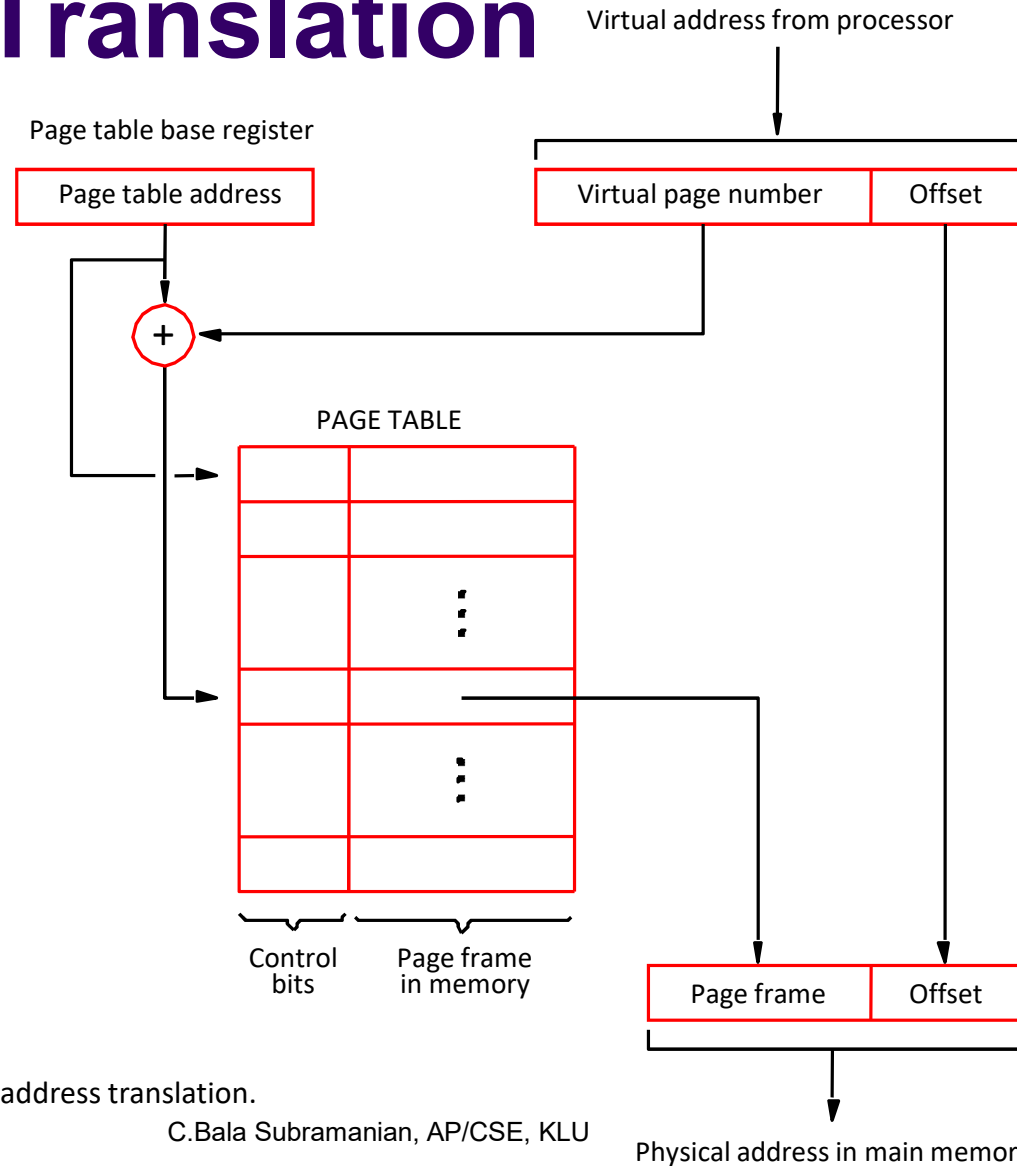 Translation
Virtual address from processor
Page table base register
Page table address
Virtual page number
Offset
+
PAGE TABLE
Control
bits
Page frame
in memory
Page frame
Offset
address translation.
C.Bala Subramanian, AP/CSE, KLU
Physical address in main memor